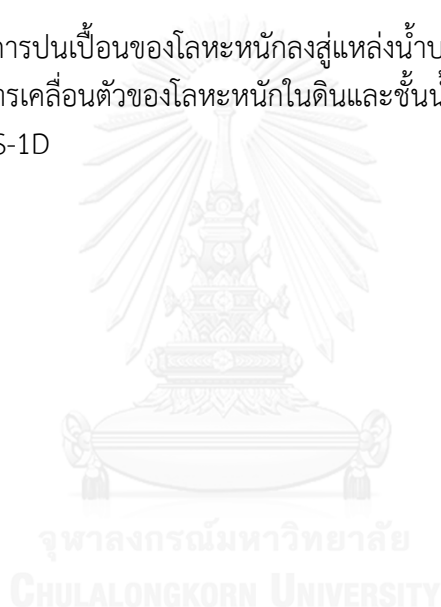 การปนเปื้อนของโลหะหนักลงสู่แหล่งน้ำบ
ารเคลื่อนตัวของโลหะหนักในดินและชั้นน้
S-1D
จุฬาลงกรณ์มหาวิทยาลัย
CHULALONGKORN UNIVERSITY